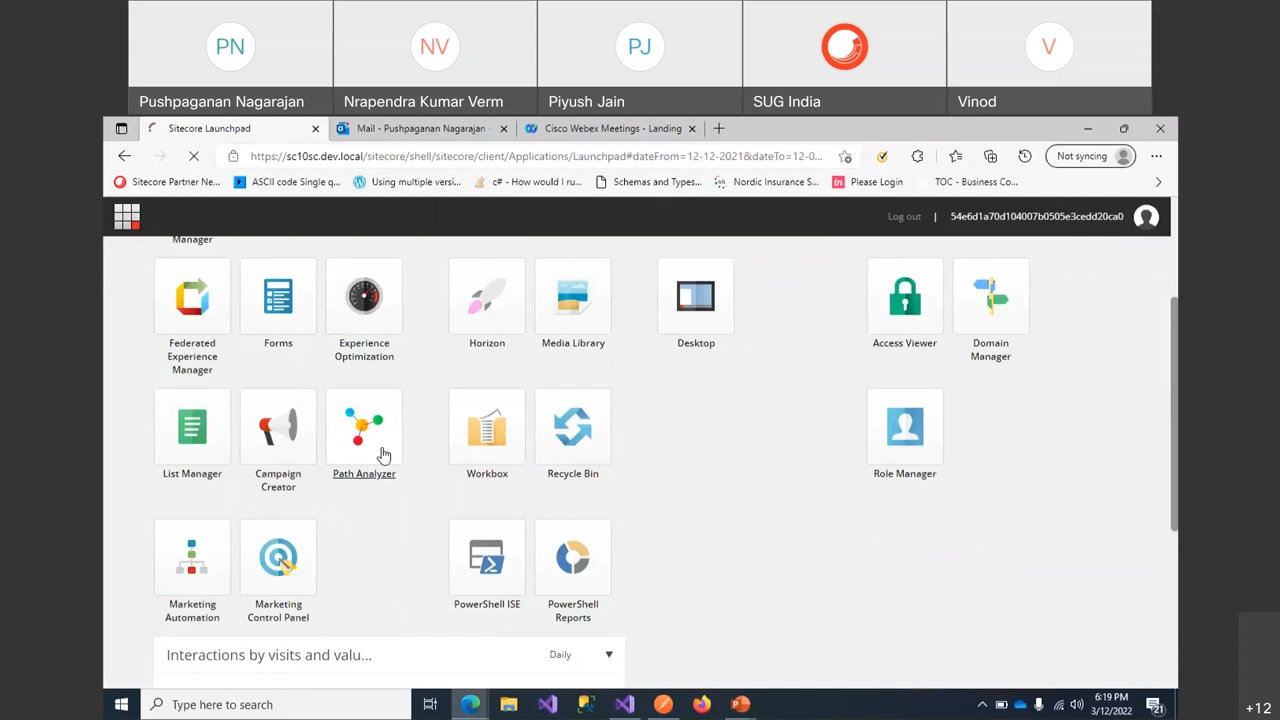 PN
NV
PJ
V
Pushpaganan Nagarajan
Nrapendra Kumar Verm
Piyush Jain
SUG India
Vinod
Sitecore Launchpad
Mail - Pushpaganan Nagarajan -
Cisco Webex Meetings - Landing
https://sc10sc.dev.local/sitecore/shell/sitecore/client/Applications/Launchpad#dateFrom=12-12-2021&dateTo=12-0...
Not syncing
Sitecore Partner Ne...
ASCII code Single q...
Using multiple versi...
c# - How would I ru...
Schemas and Types...
Nordic Insurance S...
Please Login
TOC - Business Co...
Log out | 54e6d1a70d104007b0505e3cedd20ca0
Manager
Federated
Experience
Manager
Forms
Experience
Optimization
Horizon
Media Library
Desktop
Access Viewer
Domain
Manager
List Manager
Campaign
Creator
Path Analyzer
Workbox
Recycle Bin
Role Manager
Marketing
Automation
Marketing
Control Panel
PowerShell ISE
PowerShell
Reports
Interactions by visits and valu...
Daily
Type here to search
6:19 PM
3/12/2022
21
+12